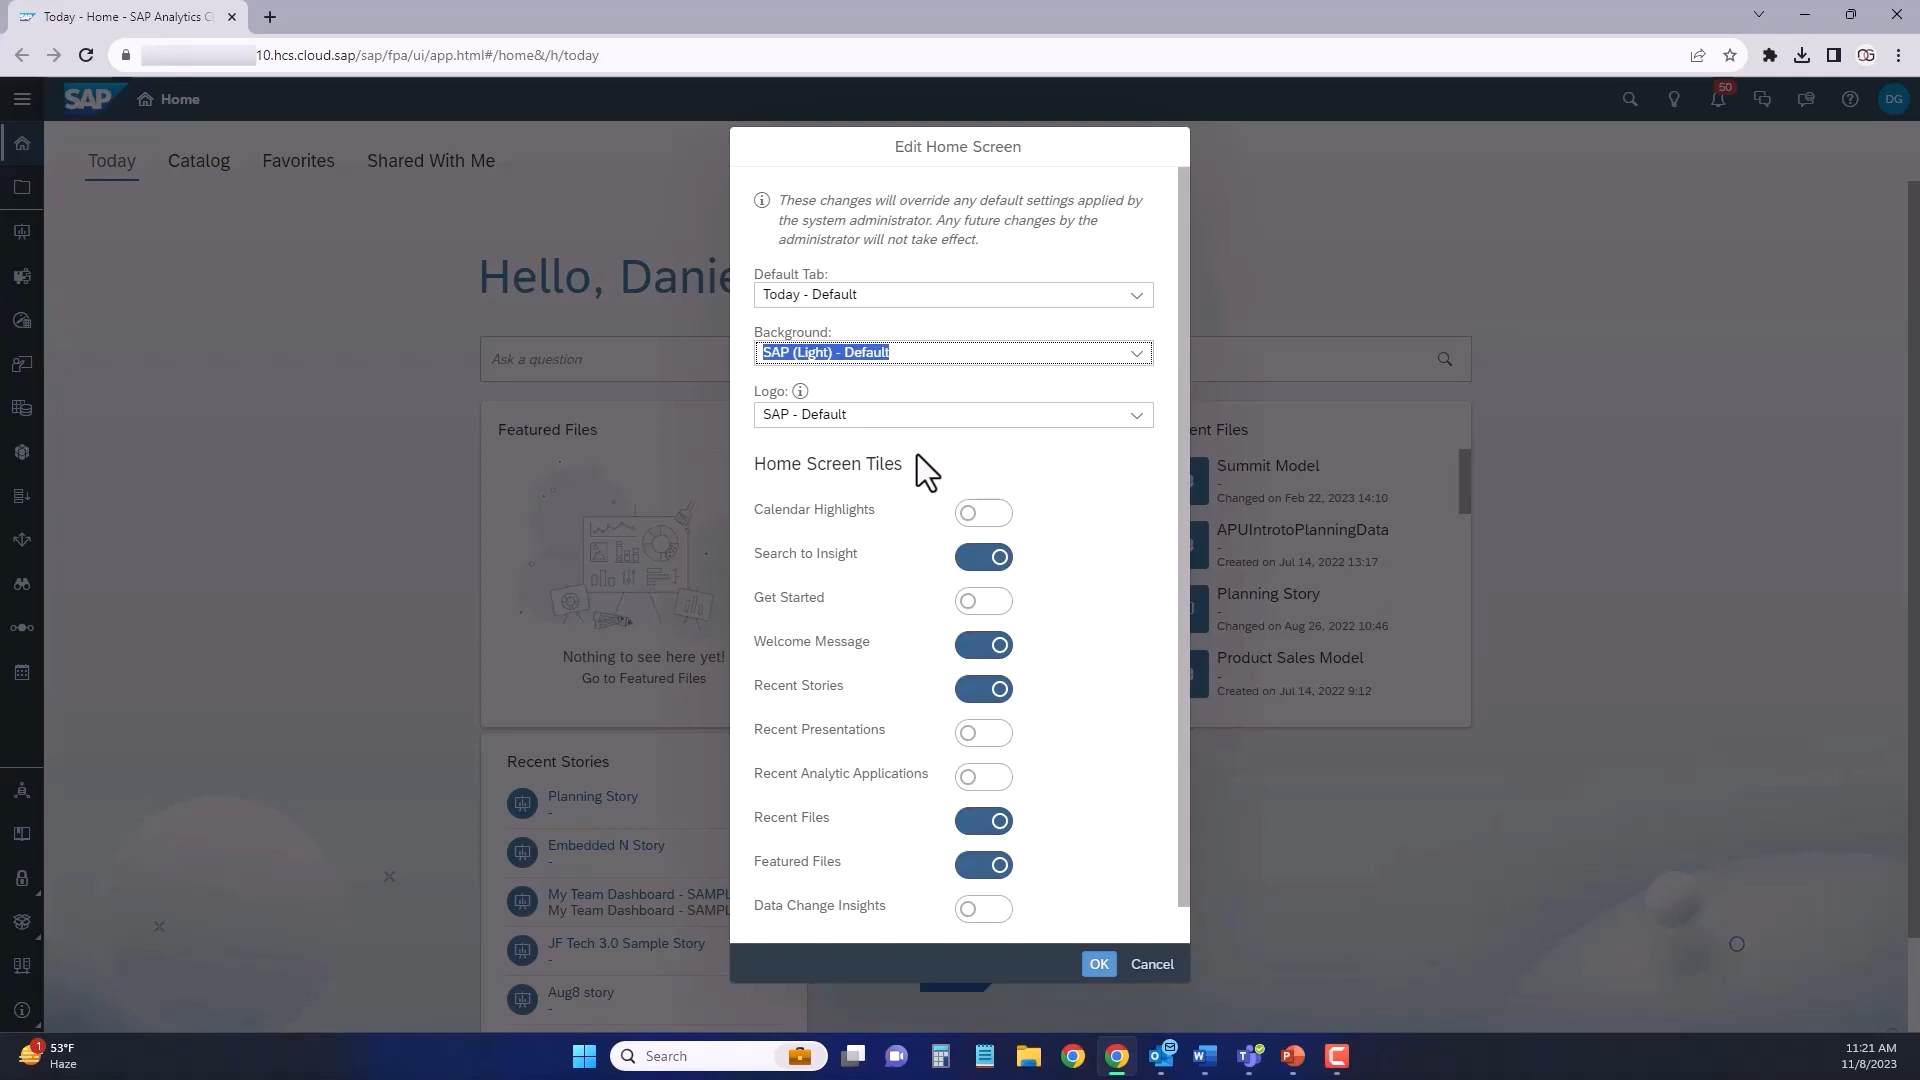 Today - Home - SAP Analytics C
10.hcs.cloud.sap/sap/fpa/ui/app.html#/home&/h/today
SAP
Home
50
DG
Today
Catalog
Favorites
Shared With Me
Hello, Danie
Ask a question
Featured Files
Nothing to see here yet!
Go to Featured Files
Recent Stories
Planning Story
-
Embedded N Story
-
My Team Dashboard - SAMPL
My Team Dashboard - SAMPL
JF Tech 3.0 Sample Story
-
Aug8 story
-
Edit Home Screen
These changes will override any default settings applied by
the system administrator. Any future changes by the
administrator will not take effect.
Default Tab:
Today - Default
Background:
SAP (Light) - Default
Logo:
SAP - Default
Home Screen Tiles
Calendar Highlights
Search to Insight
Get Started
Welcome Message
Recent Stories
Recent Presentations
Recent Analytic Applications
Recent Files
Featured Files
Data Change Insights
OK
Cancel
ent Files
Summit Model
-
Changed on Feb 22, 2023 14:10
APUIntrotoPlanningData
-
Created on Jul 14, 2022 13:17
Planning Story
-
Changed on Aug 26, 2022 10:46
Product Sales Model
-
Created on Jul 14, 2022 9:12
1
53°F
Haze
Search
11:21 AM
11/8/2023